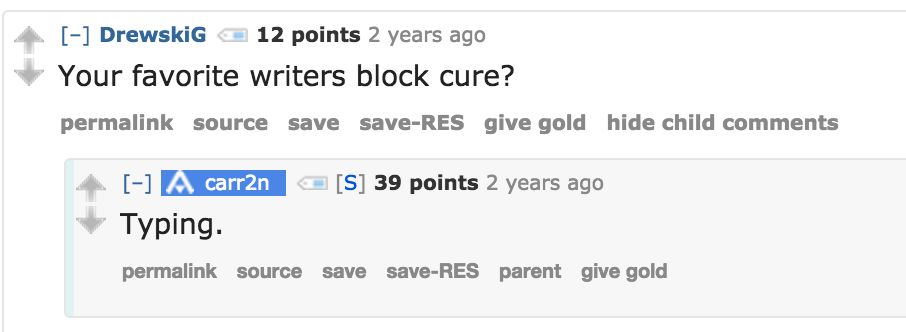 [–] DrewskiG 12 points 2 years ago
Your favorite writers block cure?
permalink source save save-RES give gold hide child comments
[–] carr2n [S] 39 points 2 years ago
Typing.
permalink source save save-RES parent give gold